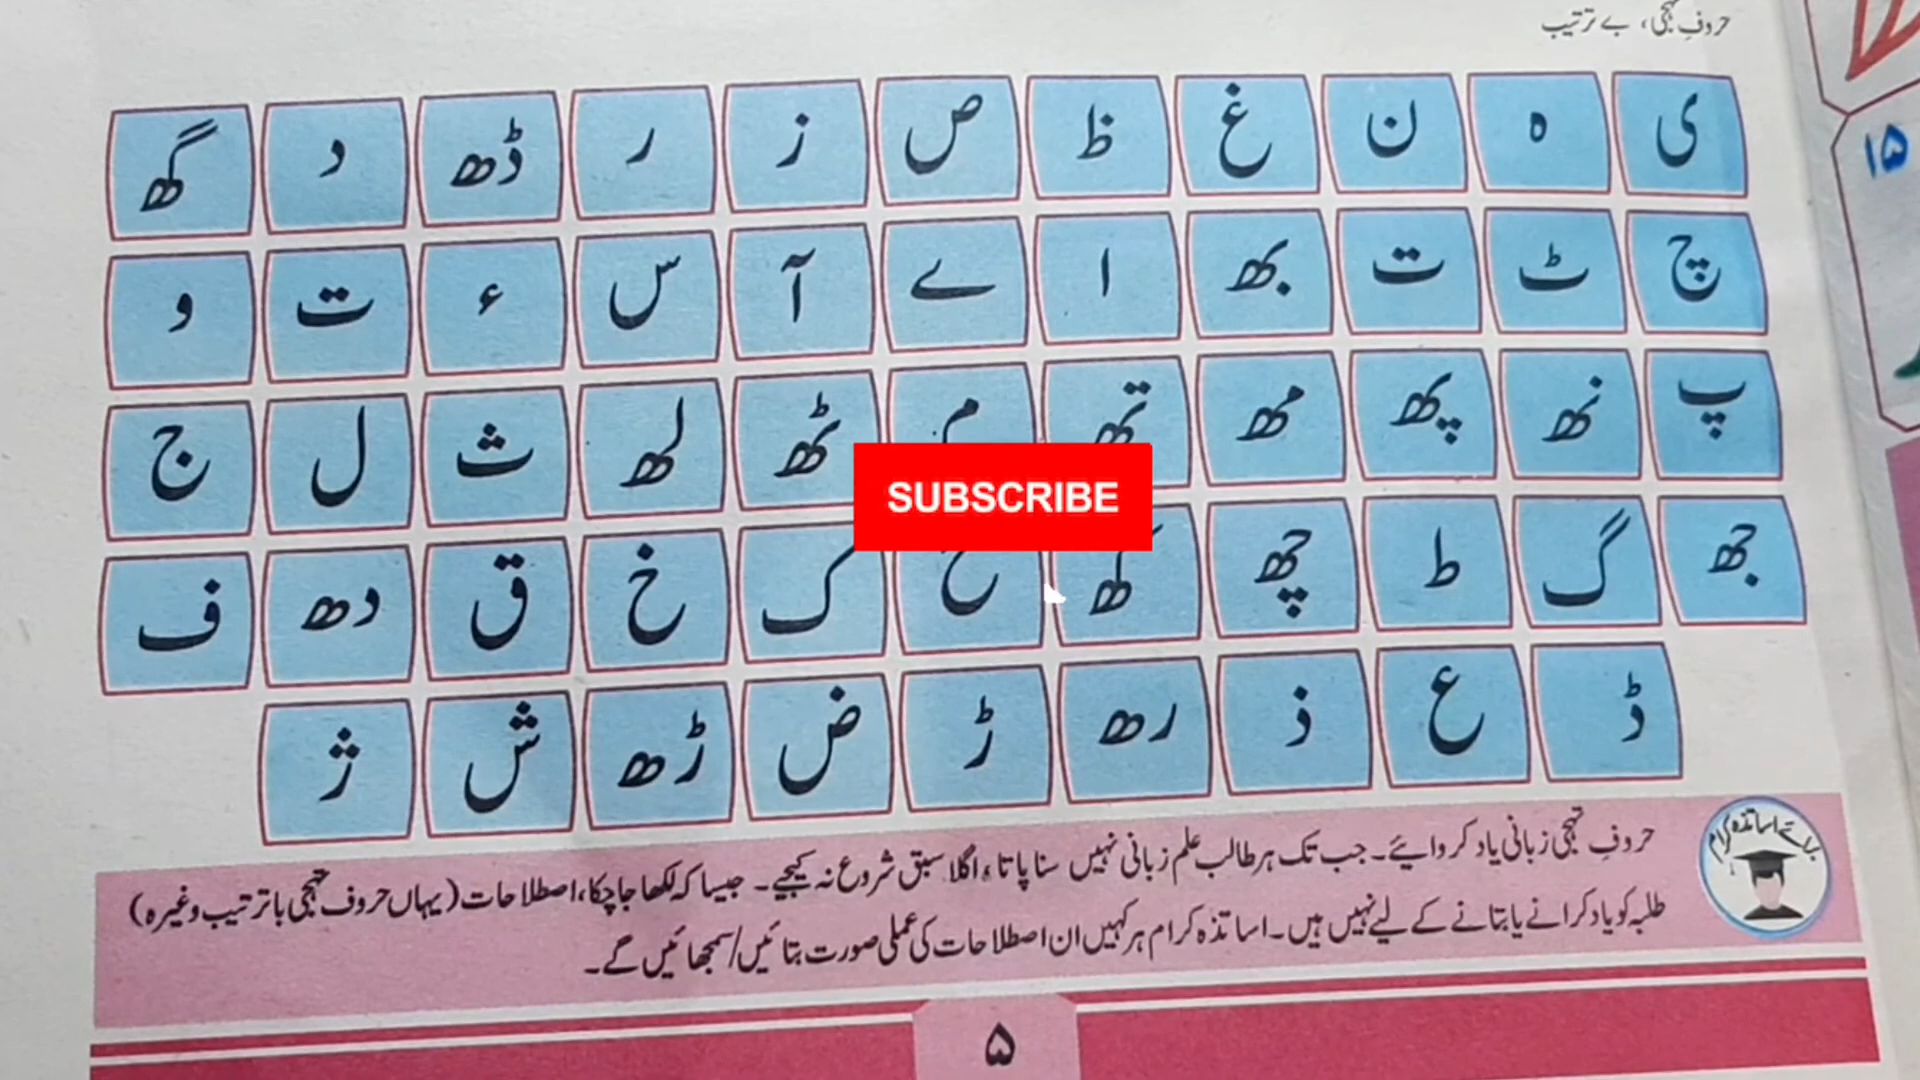 حروفِ تہجی، بے ترتیب
ی ہ ن غ ظ ص ز ر ڈھ د گھ
چ ٹ ت بھ ا ے آ س ء ت و
پ نھ پھ مھ تھ م ٹھ لھ ث ل ج
جھ گ ط چھ کھ ح ک خ ق دھ ف
ڈ ع ذ رھ ڑ ض ڑھ ش ژ
SUBSCRIBE
۱۵
برائے اساتذہ کرام
حروفِ تہجی زبانی یاد کروائیے۔ جب تک ہر طالب علم زبانی نہیں سنا پاتا، اگلا سبق شروع نہ کیجیے۔ جیسا کہ لکھا جا چکا، اصطلاحات (یہاں حروف تہجی با ترتیب وغیرہ)
طلبہ کو یاد کرانے یا بتانے کے لیے نہیں ہیں۔ اساتذہ کرام ہر کہیں ان اصطلاحات کی عملی صورت بتائیں/سمجھائیں گے۔
۵